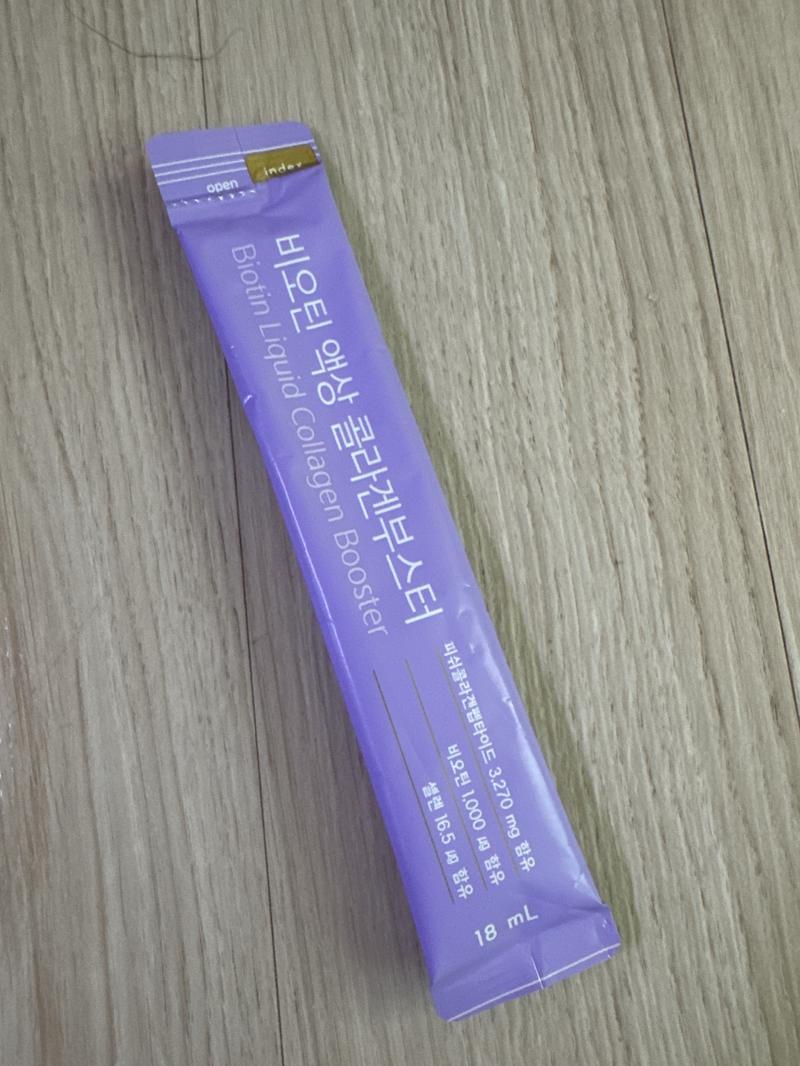 open
index
비오틴 액상 콜라겐부스터
Biotin Liquid Collagen Booster
피쉬콜라겐펩타이드 3,270 mg 함유
비오틴 1,000 ㎍ 함유
셀렌 16.5 ㎍ 함유
18 mL